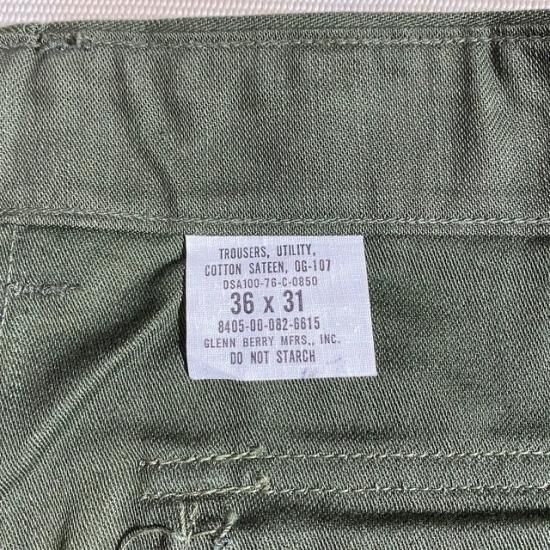 TROUSERS, UTILITY,
COTTON SATEEN, OG-107
DSA100-76-C-0850
36 x 31
8405-00-082-6615
GLENN BERRY MFRS., INC.
DO NOT STARCH